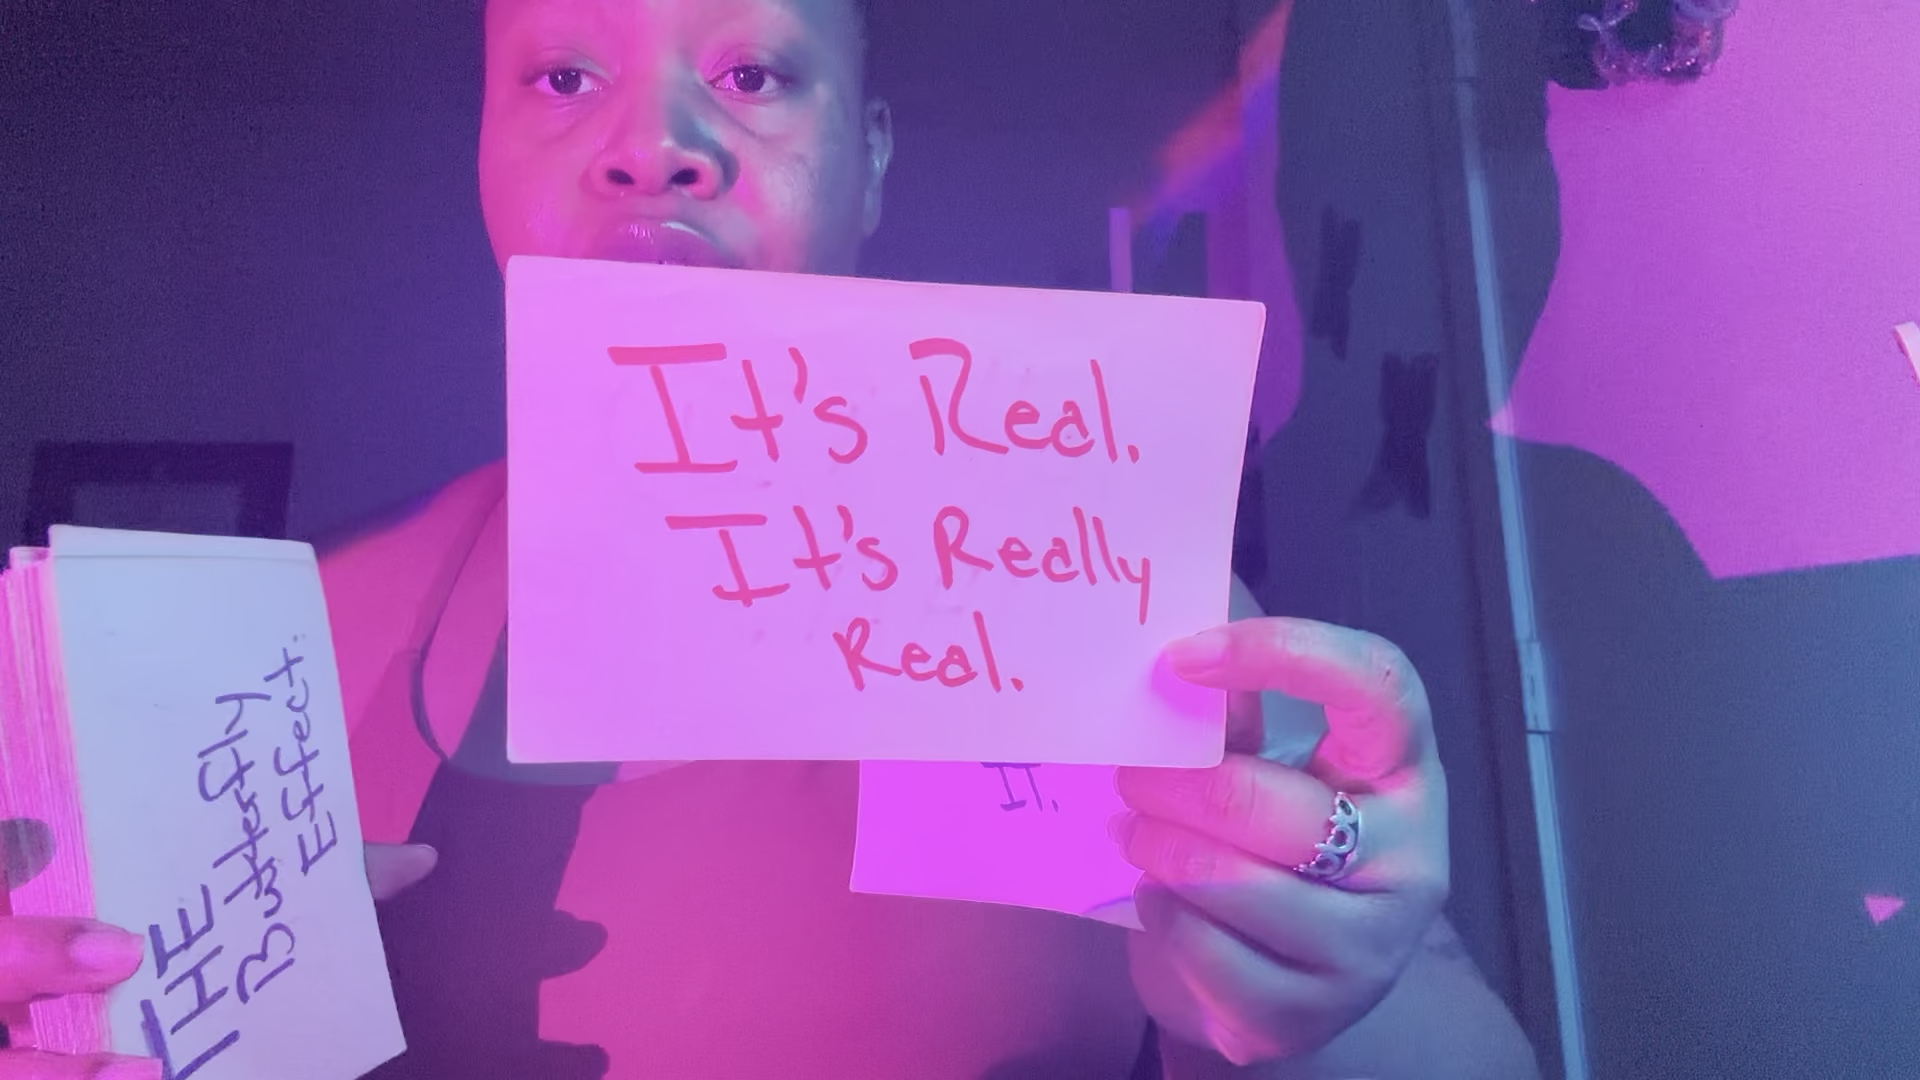 It's Real.
It's Really
Real.
THE
Butterfly
Effect.
IT.